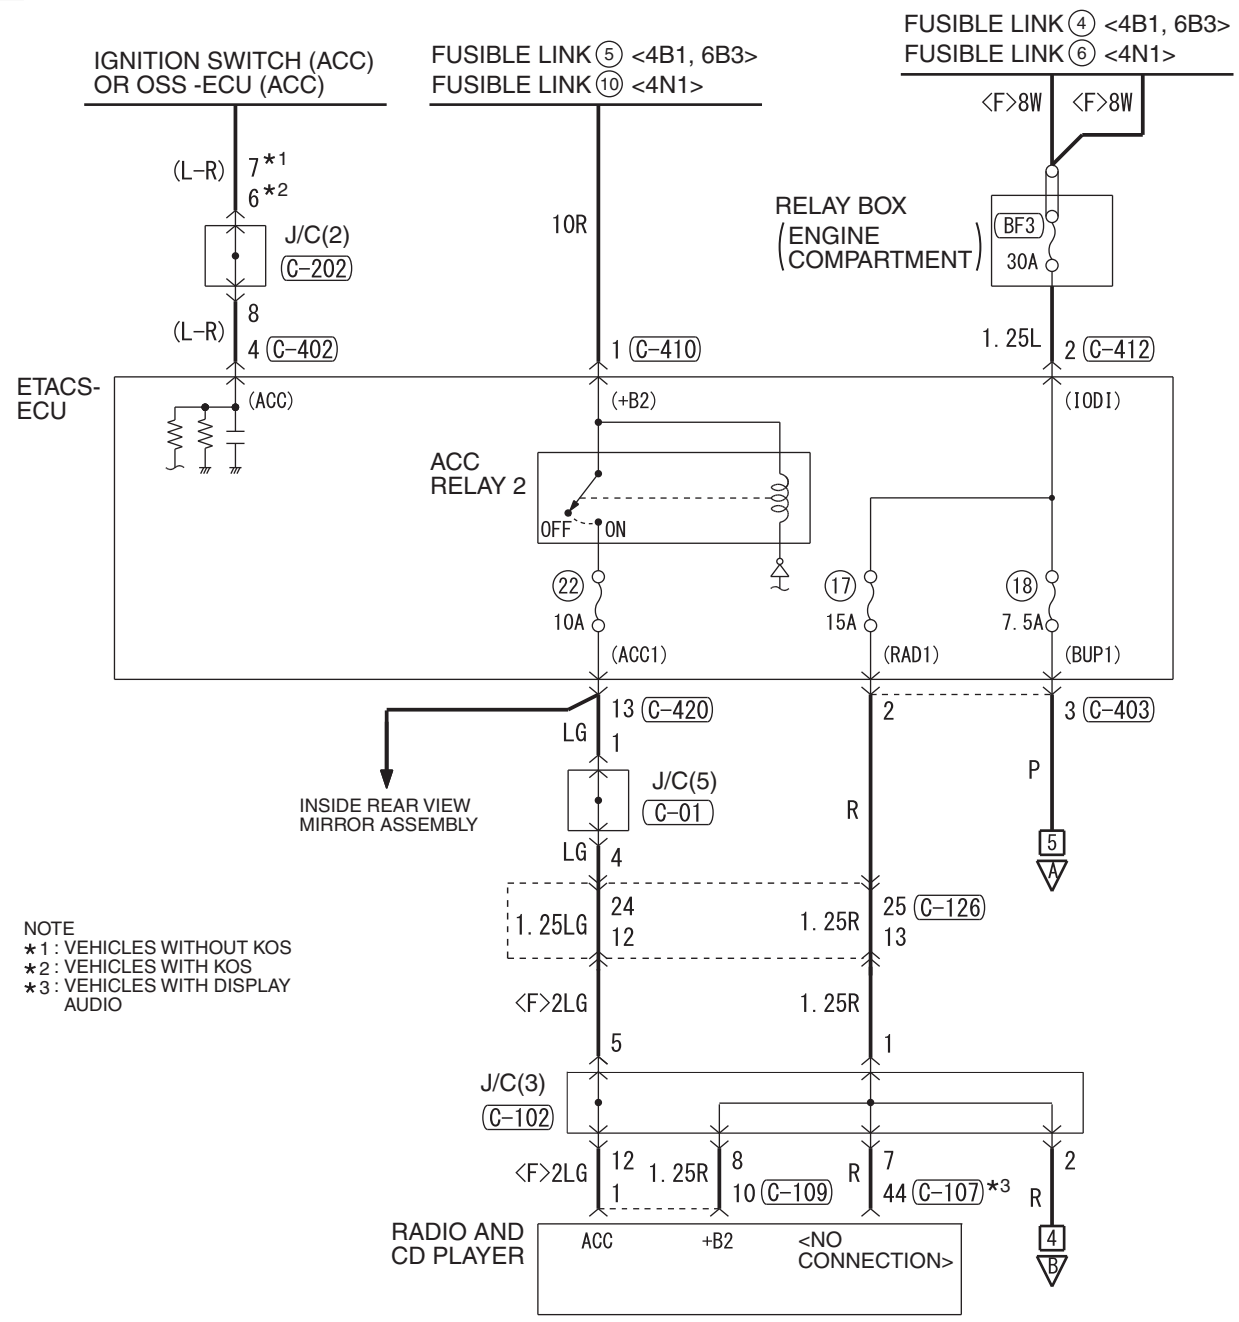 IGNITION SWITCH (ACC)
OR OSS -ECU (ACC)
FUSIBLE LINK 5 <4B1, 6B3>
FUSIBLE LINK 10 <4N1>
FUSIBLE LINK 4 <4B1, 6B3>
FUSIBLE LINK 6 <4N1>
<F>8W
<F>8W
(L-R)
7*1
6*2
10R
RELAY BOX
(ENGINE
COMPARTMENT)
BF3
30A
J/C(2)
C-202
(L-R)
8
4 C-402
1 C-410
1.25L
2 C-412
ETACS-
ECU
(ACC)
(+B2)
(IODI)
ACC
RELAY 2
OFF
ON
22
10A
17
15A
18
7.5A
(ACC1)
(RAD1)
(BUP1)
13 C-420
LG
1
2
3 C-403
P
R
INSIDE REAR VIEW
MIRROR ASSEMBLY
J/C(5)
C-01
LG
4
5
A
1.25LG
24
12
1.25R
25 C-126
13
NOTE
*1 : VEHICLES WITHOUT KOS
*2 : VEHICLES WITH KOS
*3 : VEHICLES WITH DISPLAY
AUDIO
<F>2LG
1.25R
5
1
J/C(3)
C-102
<F>2LG
12
1
1.25R
8
10 C-109
R
7
44 C-107 *3
2
R
RADIO AND
CD PLAYER
ACC
+B2
<NO
CONNECTION>
4
B